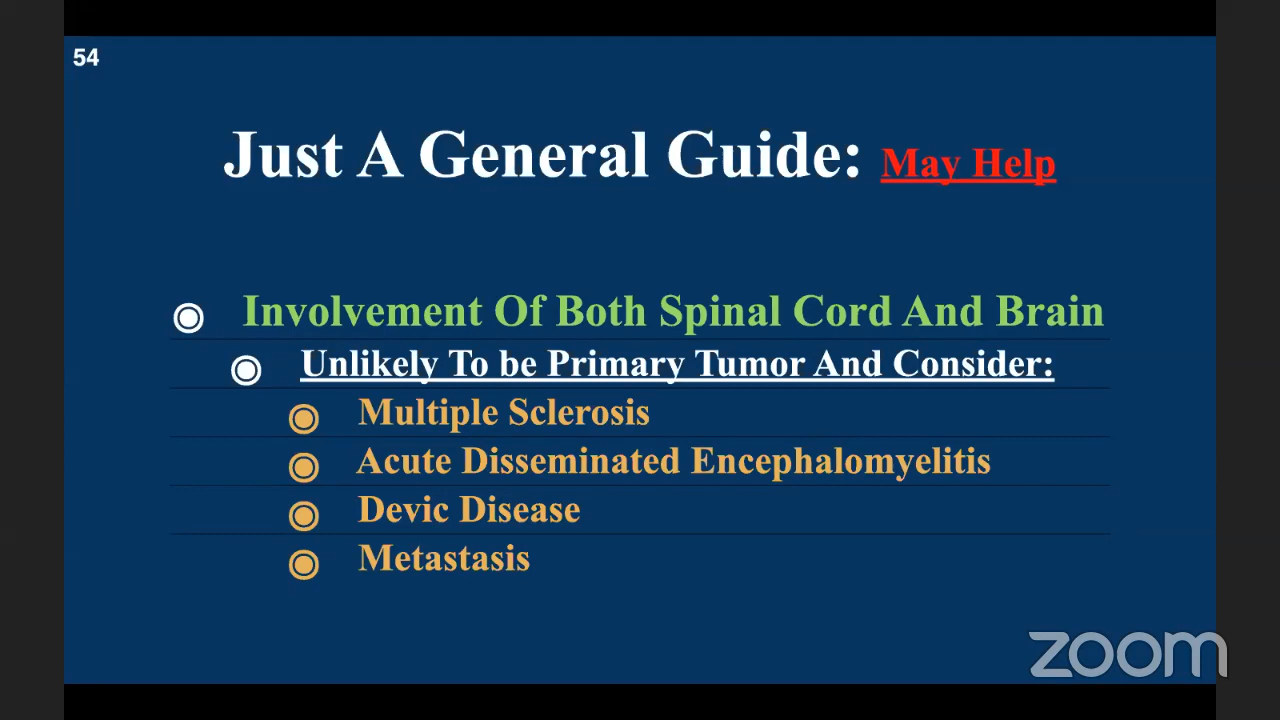 54
Just A General Guide: May Help
Involvement Of Both Spinal Cord And Brain
Unlikely To be Primary Tumor And Consider:
Multiple Sclerosis
Acute Disseminated Encephalomyelitis
Devic Disease
Metastasis
zoom